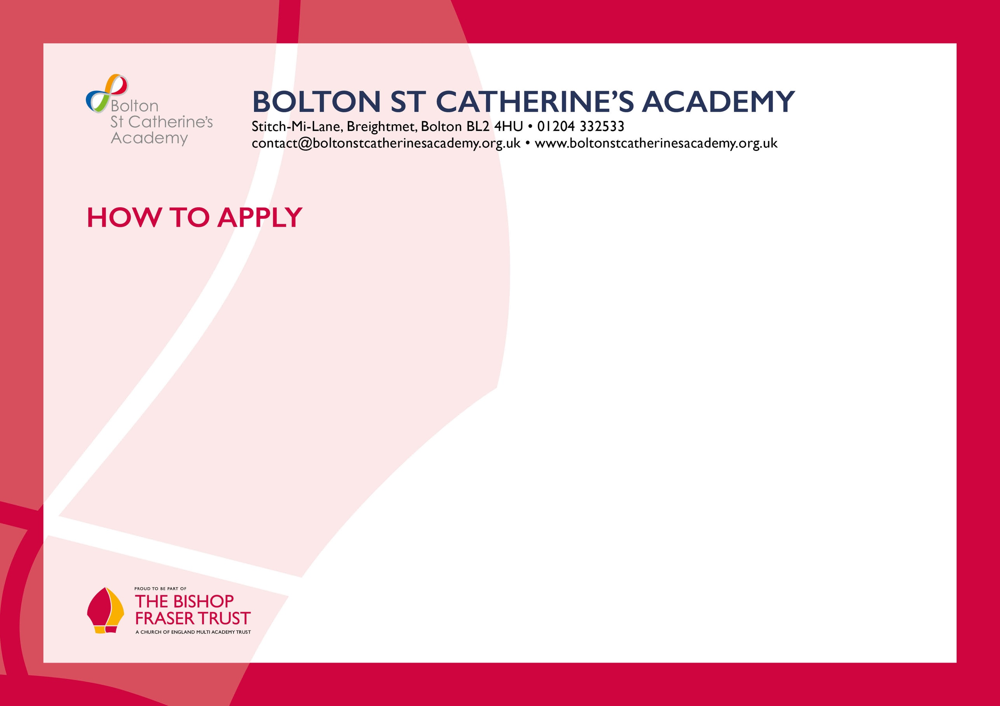 Bolton
St Catherine’s
Academy
BOLTON ST CATHERINE’S ACADEMY
Stitch-Mi-Lane, Breightmet, Bolton BL2 4HU • 01204 332533
contact@boltonstcatherinesacademy.org.uk • www.boltonstcatherinesacademy.org.uk
HOW TO APPLY
PROUD TO BE PART OF
THE BISHOP
FRASER TRUST
A CHURCH OF ENGLAND MULTI ACADEMY TRUST